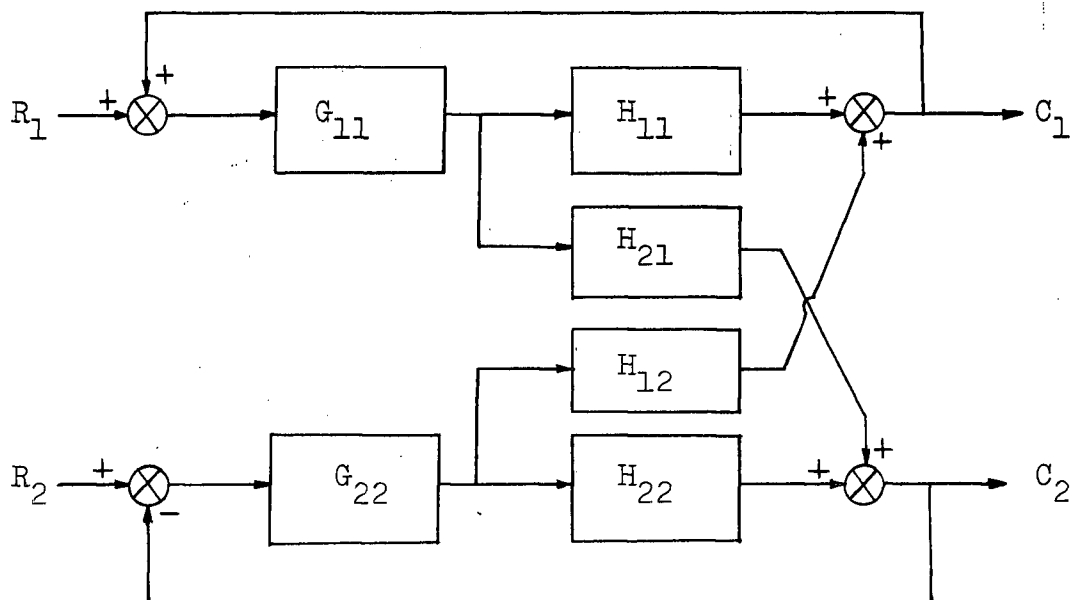 +
R₁ + G₁₁ H₁₁ + C₁
+
H₂₁
H₁₂
+
R₂ + G₂₂ H₂₂ + C₂
−